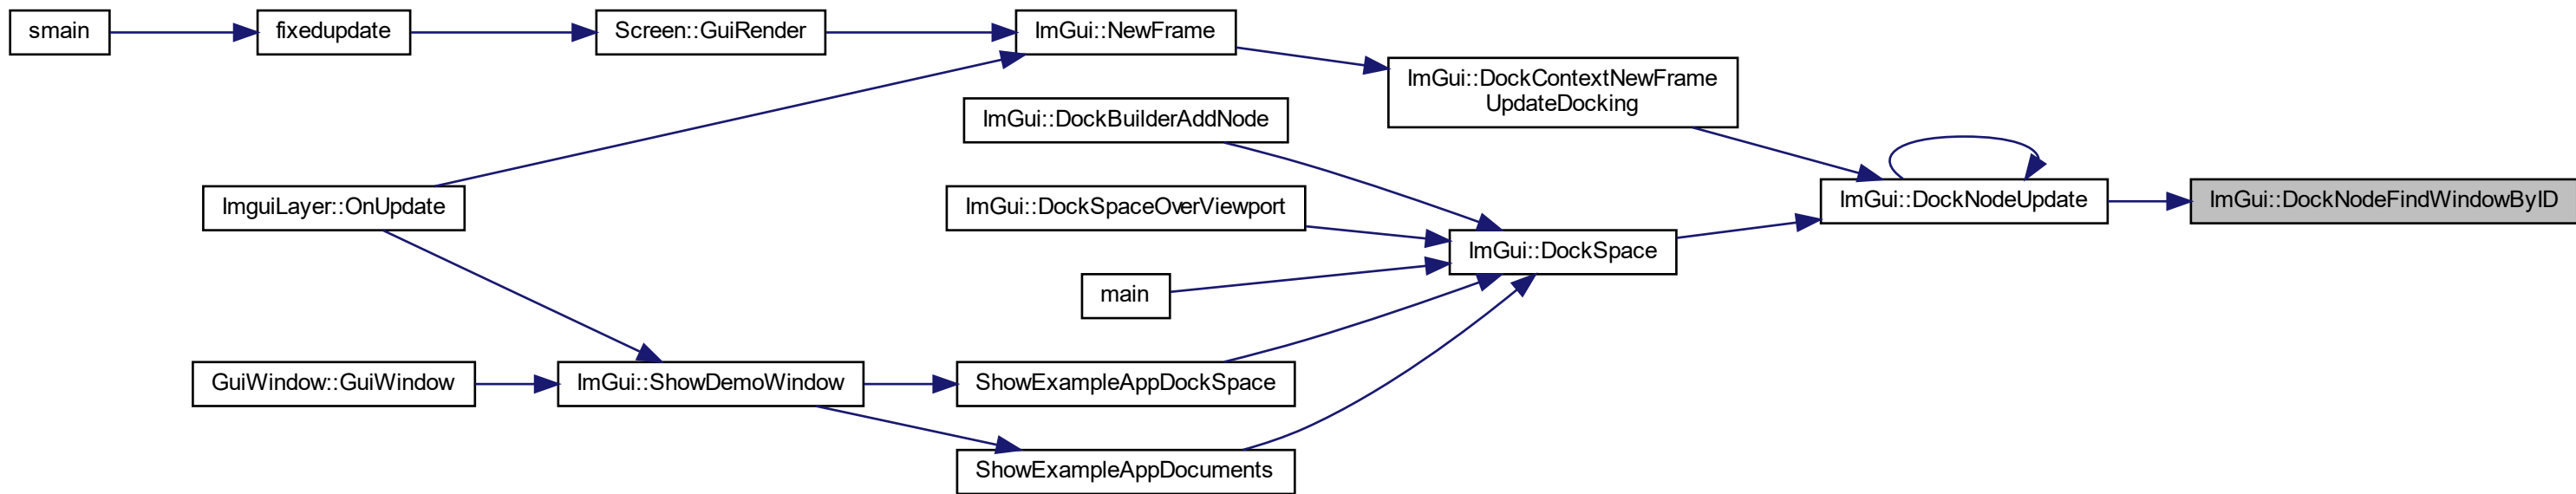 smain
fixedupdate
Screen::GuiRender
ImGui::NewFrame
ImGui::DockContextNewFrame
UpdateDocking
ImGui::DockBuilderAddNode
ImguiLayer::OnUpdate
ImGui::DockSpaceOverViewport
ImGui::DockNodeUpdate
ImGui::DockNodeFindWindowByID
ImGui::DockSpace
main
GuiWindow::GuiWindow
ImGui::ShowDemoWindow
ShowExampleAppDockSpace
ShowExampleAppDocuments